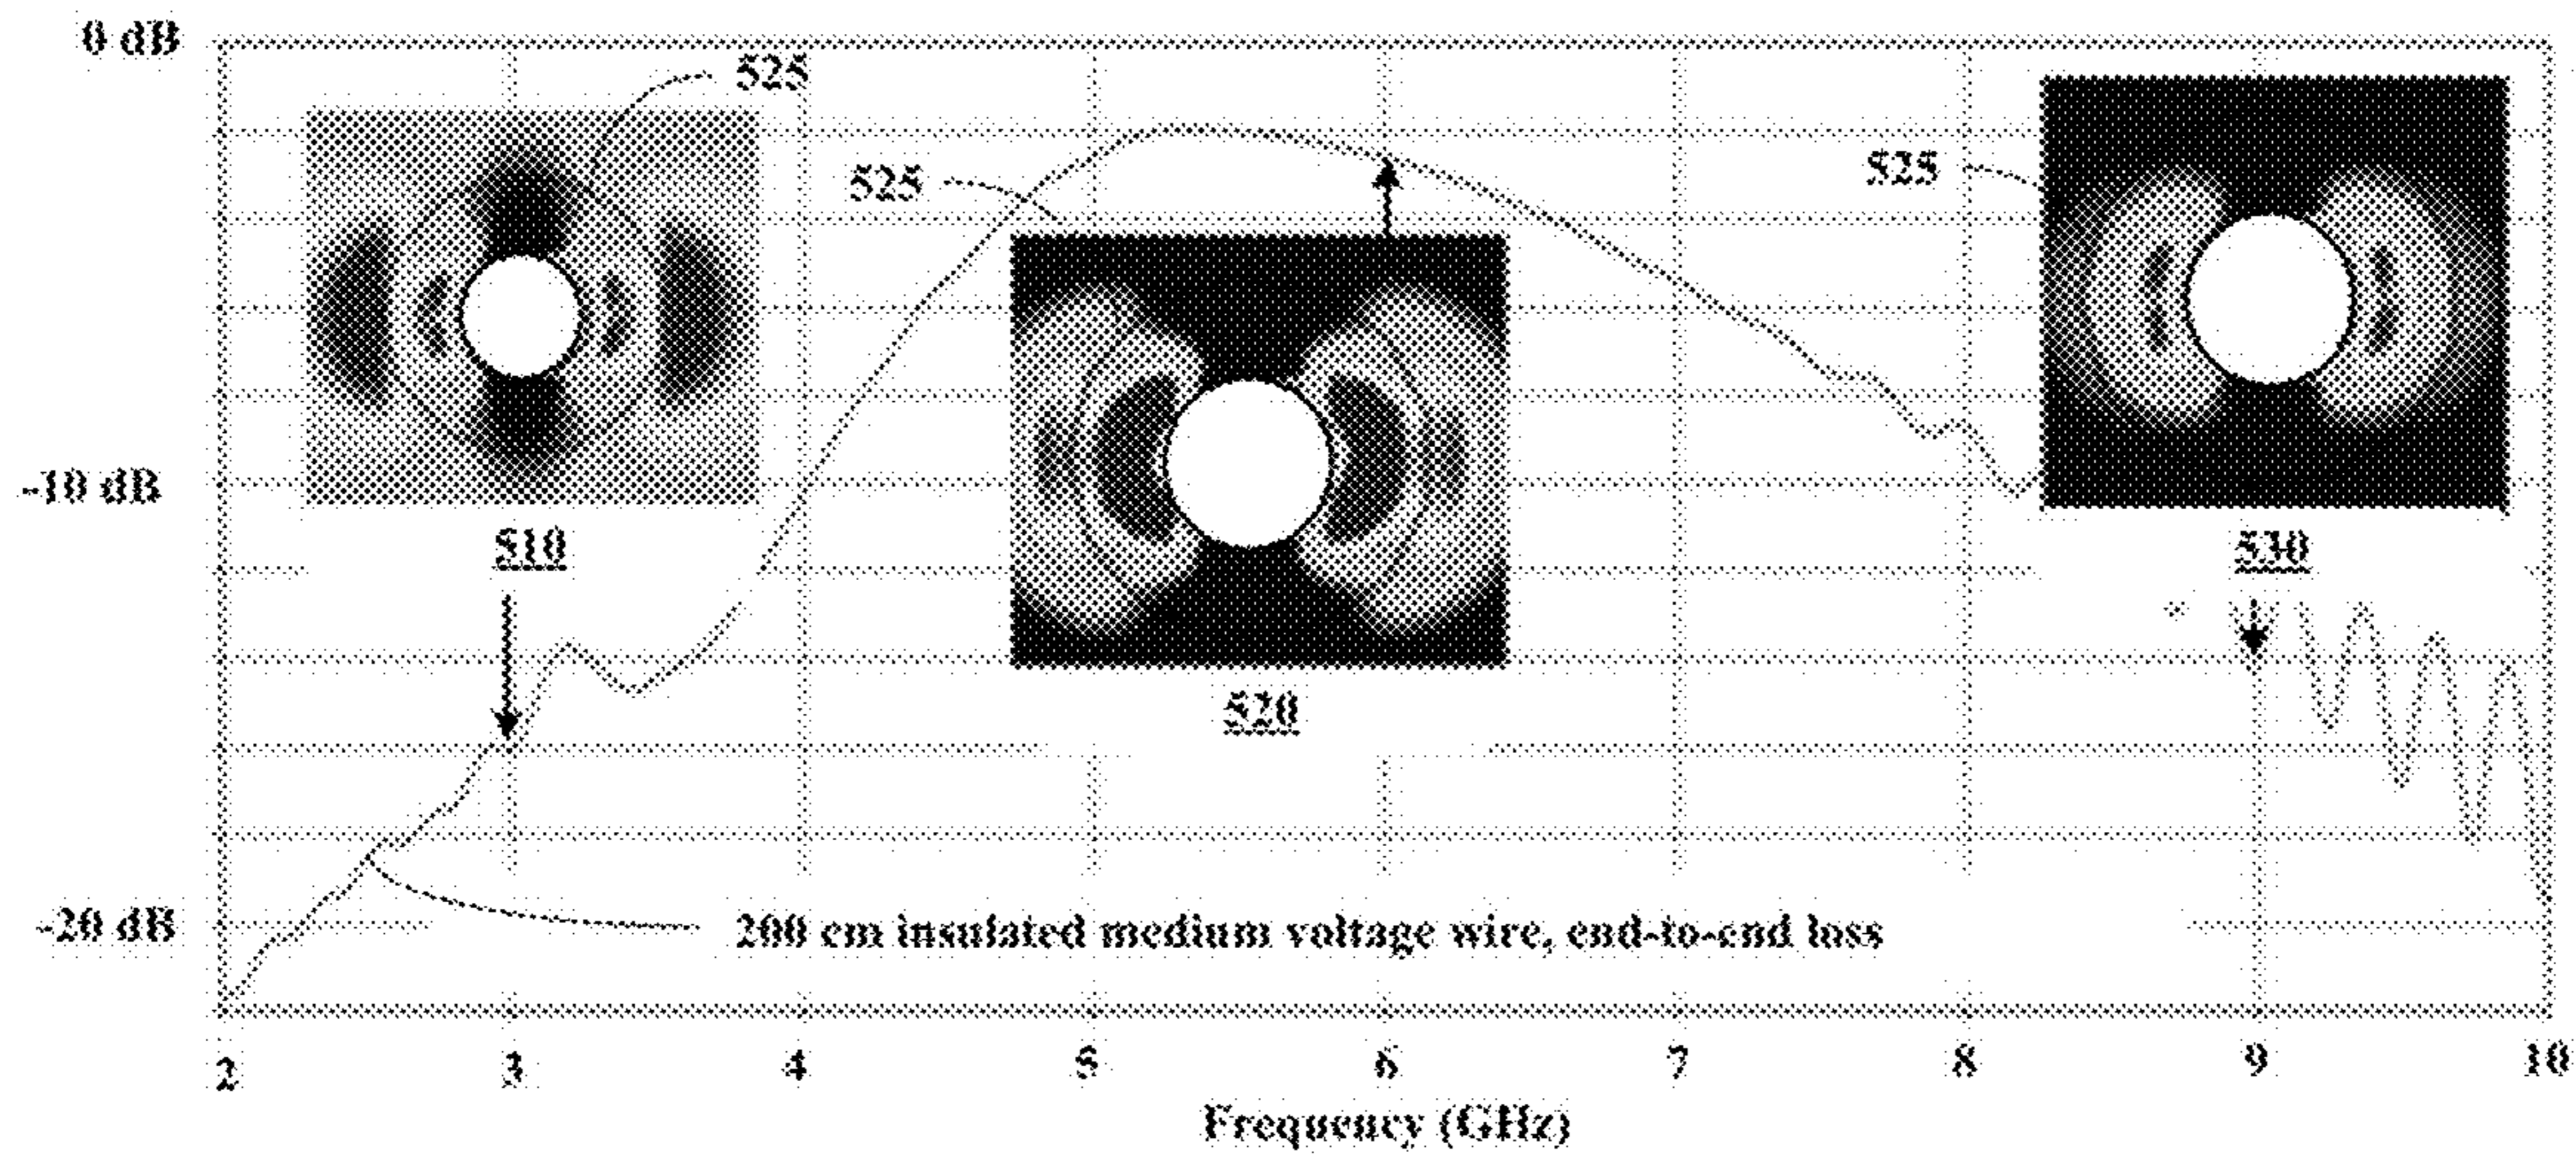 0 dB
525
525
525
-10 dB
510
530
520
-20 dB
200 cm insulated medium voltage wire, end-to-end loss
2 3 4 5 6 7 8 9 10
Frequency (GHz)